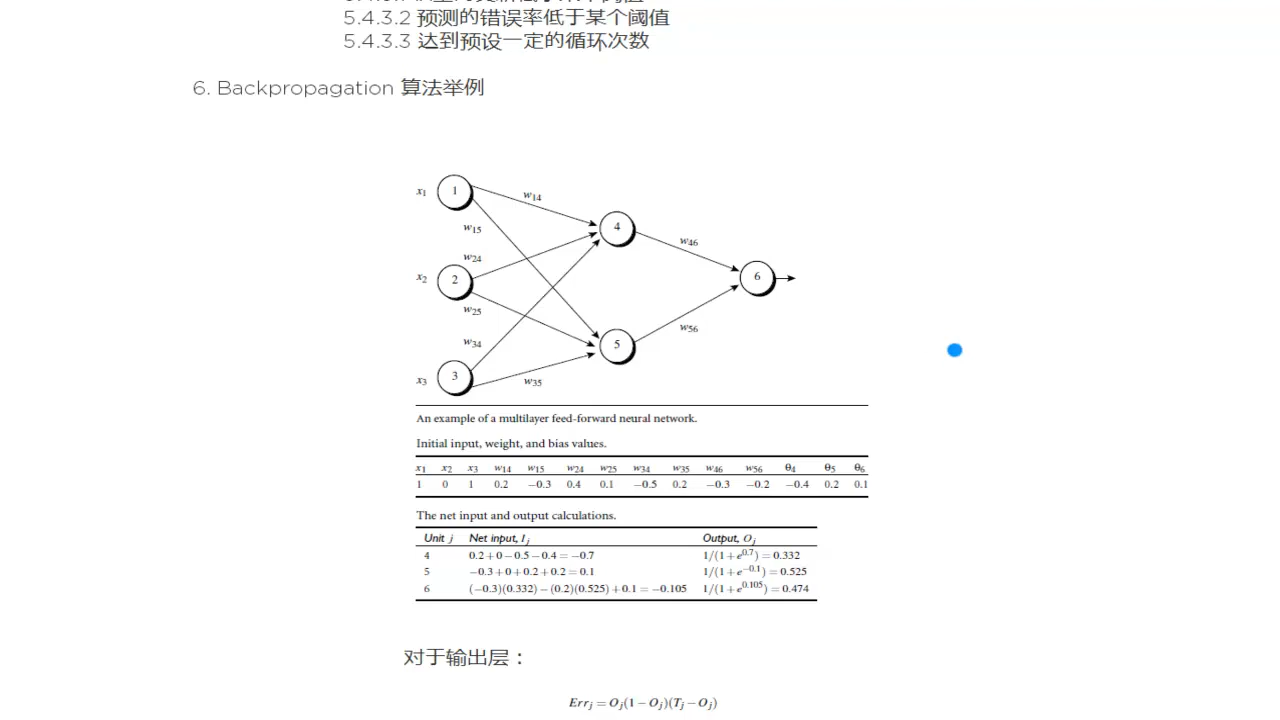 5.4.3.2 预测的错误率低于某个阈值
5.4.3.3 达到预设一定的循环次数
6. Backpropagation 算法举例
x1 1 w14
w15 4
w24 w46
x2 2 6
w25
w34 w56
5
x3 3 w35
An example of a multilayer feed-forward neural network.
Initial input, weight, and bias values.
x1 x2 x3 w14 w15 w24 w25 w34 w35 w46 w56 θ4 θ5 θ6
1 0 1 0.2 −0.3 0.4 0.1 −0.5 0.2 −0.3 −0.2 −0.4 0.2 0.1
The net input and output calculations.
Unit j Net input, Ij Output, Oj
4 0.2 + 0 − 0.5 − 0.4 = −0.7 1/(1 + e^0.7) = 0.332
5 −0.3 + 0 + 0.2 + 0.2 = 0.1 1/(1 + e^−0.1) = 0.525
6 (−0.3)(0.332) − (0.2)(0.525) + 0.1 = −0.105 1/(1 + e^0.105) = 0.474
对于输出层：
Errj = Oj(1 − Oj)(Tj − Oj)